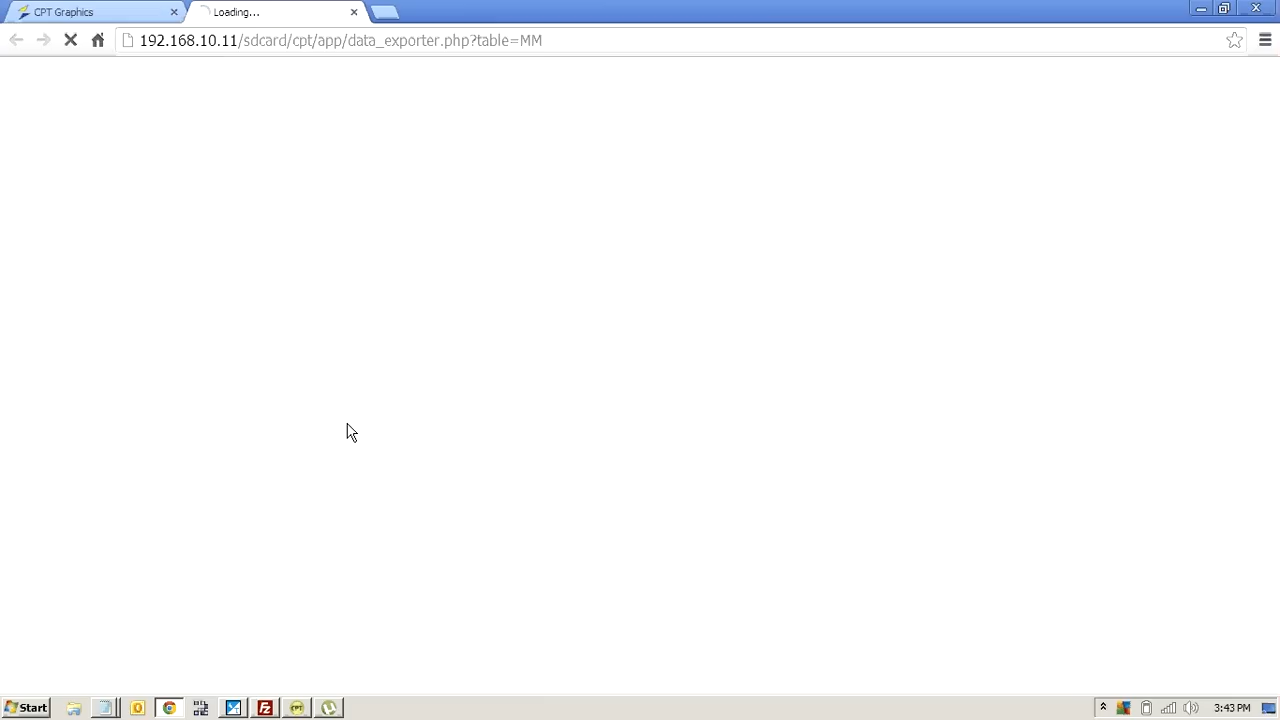 CPT Graphics
Loading...
192.168.10.11/sdcard/cpt/app/data_exporter.php?table=MM
Start
3:43 PM